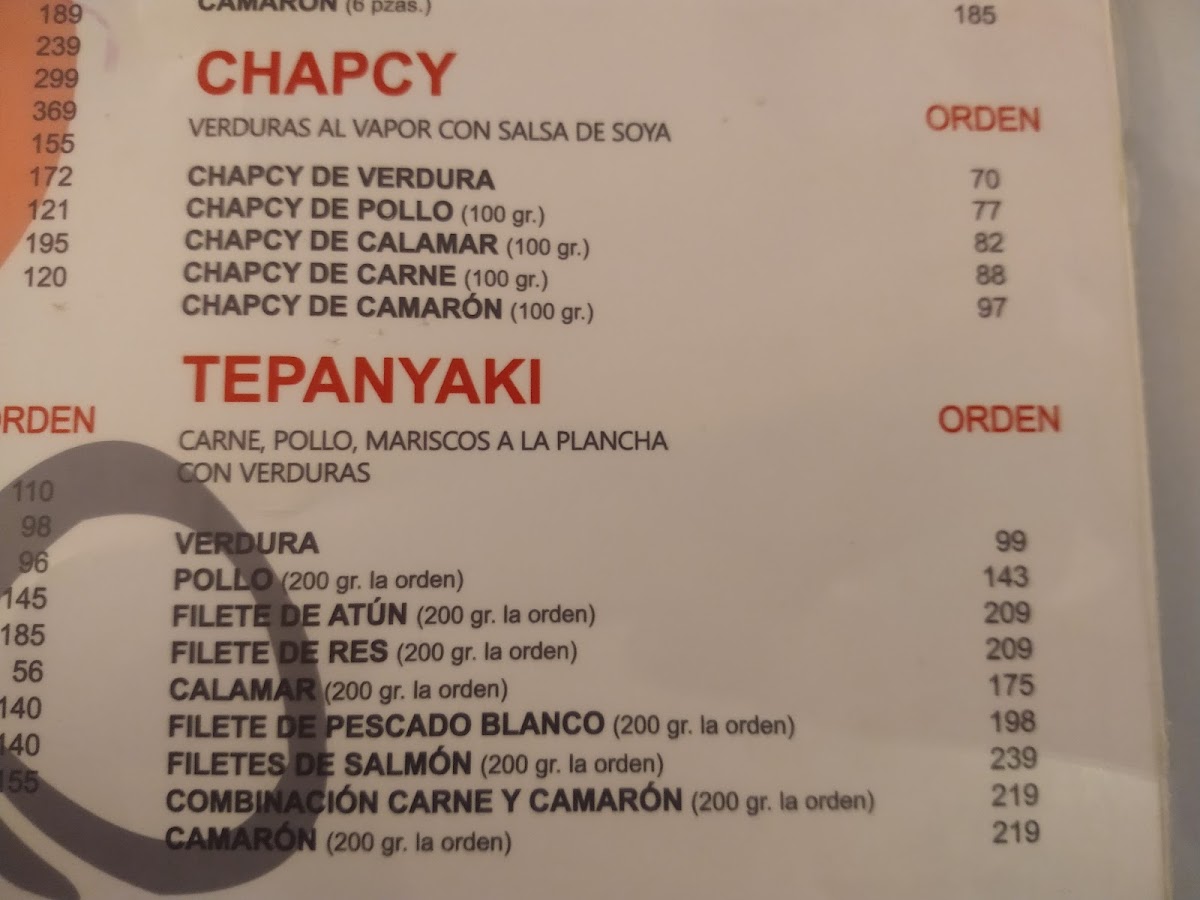 189
239
299
369
155
172
121
195
120
ORDEN
110
98
96
145
185
56
140
140
155
CAMARÓN (6 pzas.) 185
CHAPCY
VERDURAS AL VAPOR CON SALSA DE SOYA ORDEN
CHAPCY DE VERDURA 70
CHAPCY DE POLLO (100 gr.) 77
CHAPCY DE CALAMAR (100 gr.) 82
CHAPCY DE CARNE (100 gr.) 88
CHAPCY DE CAMARÓN (100 gr.) 97
TEPANYAKI
CARNE, POLLO, MARISCOS A LA PLANCHA ORDEN
CON VERDURAS
VERDURA 99
POLLO (200 gr. la orden) 143
FILETE DE ATÚN (200 gr. la orden) 209
FILETE DE RES (200 gr. la orden) 209
CALAMAR (200 gr. la orden) 175
FILETE DE PESCADO BLANCO (200 gr. la orden) 198
FILETES DE SALMÓN (200 gr. la orden) 239
COMBINACIÓN CARNE Y CAMARÓN (200 gr. la orden) 219
CAMARÓN (200 gr. la orden) 219